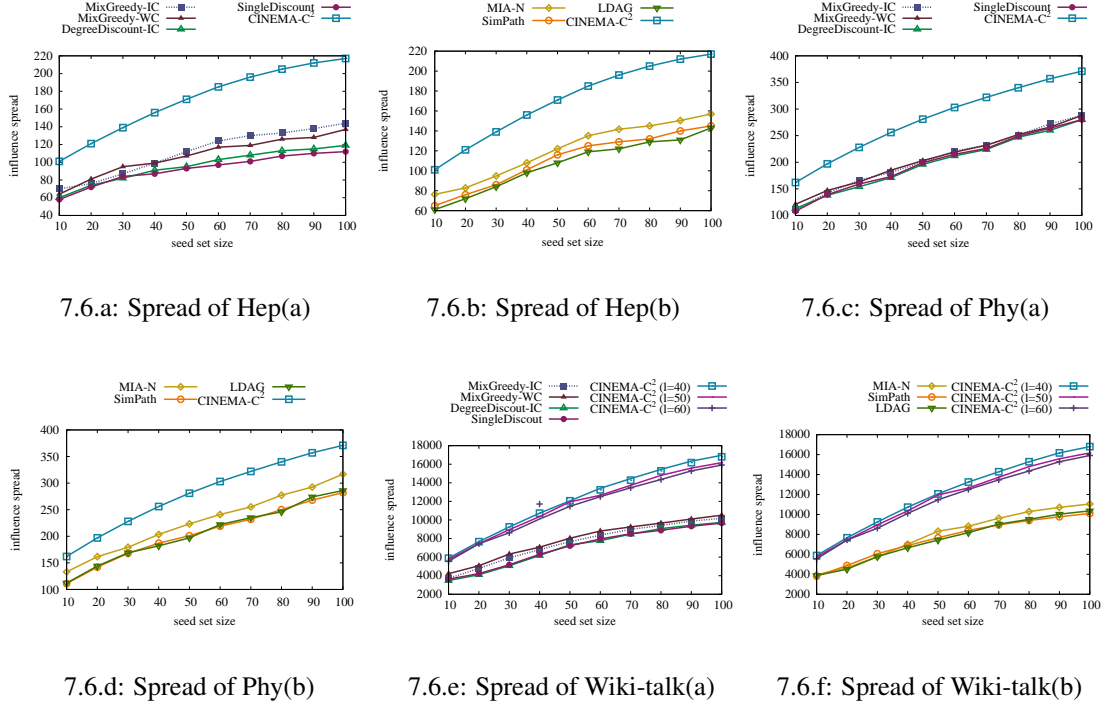 MixGreedy-IC
MixGreedy-WC
DegreeDiscount-IC
SingleDiscount
CINEMA-C²
influence spread
220
200
180
160
140
120
100
80
60
40
10 20 30 40 50 60 70 80 90 100
seed set size
7.6.a: Spread of Hep(a)
MIA-N
SimPath
LDAG
CINEMA-C²
influence spread
220
200
180
160
140
120
100
80
60
10 20 30 40 50 60 70 80 90 100
seed set size
7.6.b: Spread of Hep(b)
MixGreedy-IC
MixGreedy-WC
DegreeDiscount-IC
SingleDiscount
CINEMA-C²
influence spread
400
350
300
250
200
150
100
10 20 30 40 50 60 70 80 90 100
seed set size
7.6.c: Spread of Phy(a)
MIA-N
SimPath
LDAG
CINEMA-C²
influence spread
400
350
300
250
200
150
100
10 20 30 40 50 60 70 80 90 100
seed set size
7.6.d: Spread of Phy(b)
MixGreedy-IC
MixGreedy-WC
DegreeDiscout-IC
SingleDiscout
CINEMA-C² (l=40)
CINEMA-C² (l=50)
CINEMA-C² (l=60)
influence spread
18000
16000
14000
12000
10000
8000
6000
4000
2000
10 20 30 40 50 60 70 80 90 100
seed set size
7.6.e: Spread of Wiki-talk(a)
MIA-N
SimPath
LDAG
CINEMA-C² (l=40)
CINEMA-C² (l=50)
CINEMA-C² (l=60)
influence spread
18000
16000
14000
12000
10000
8000
6000
4000
2000
10 20 30 40 50 60 70 80 90 100
seed set size
7.6.f: Spread of Wiki-talk(b)